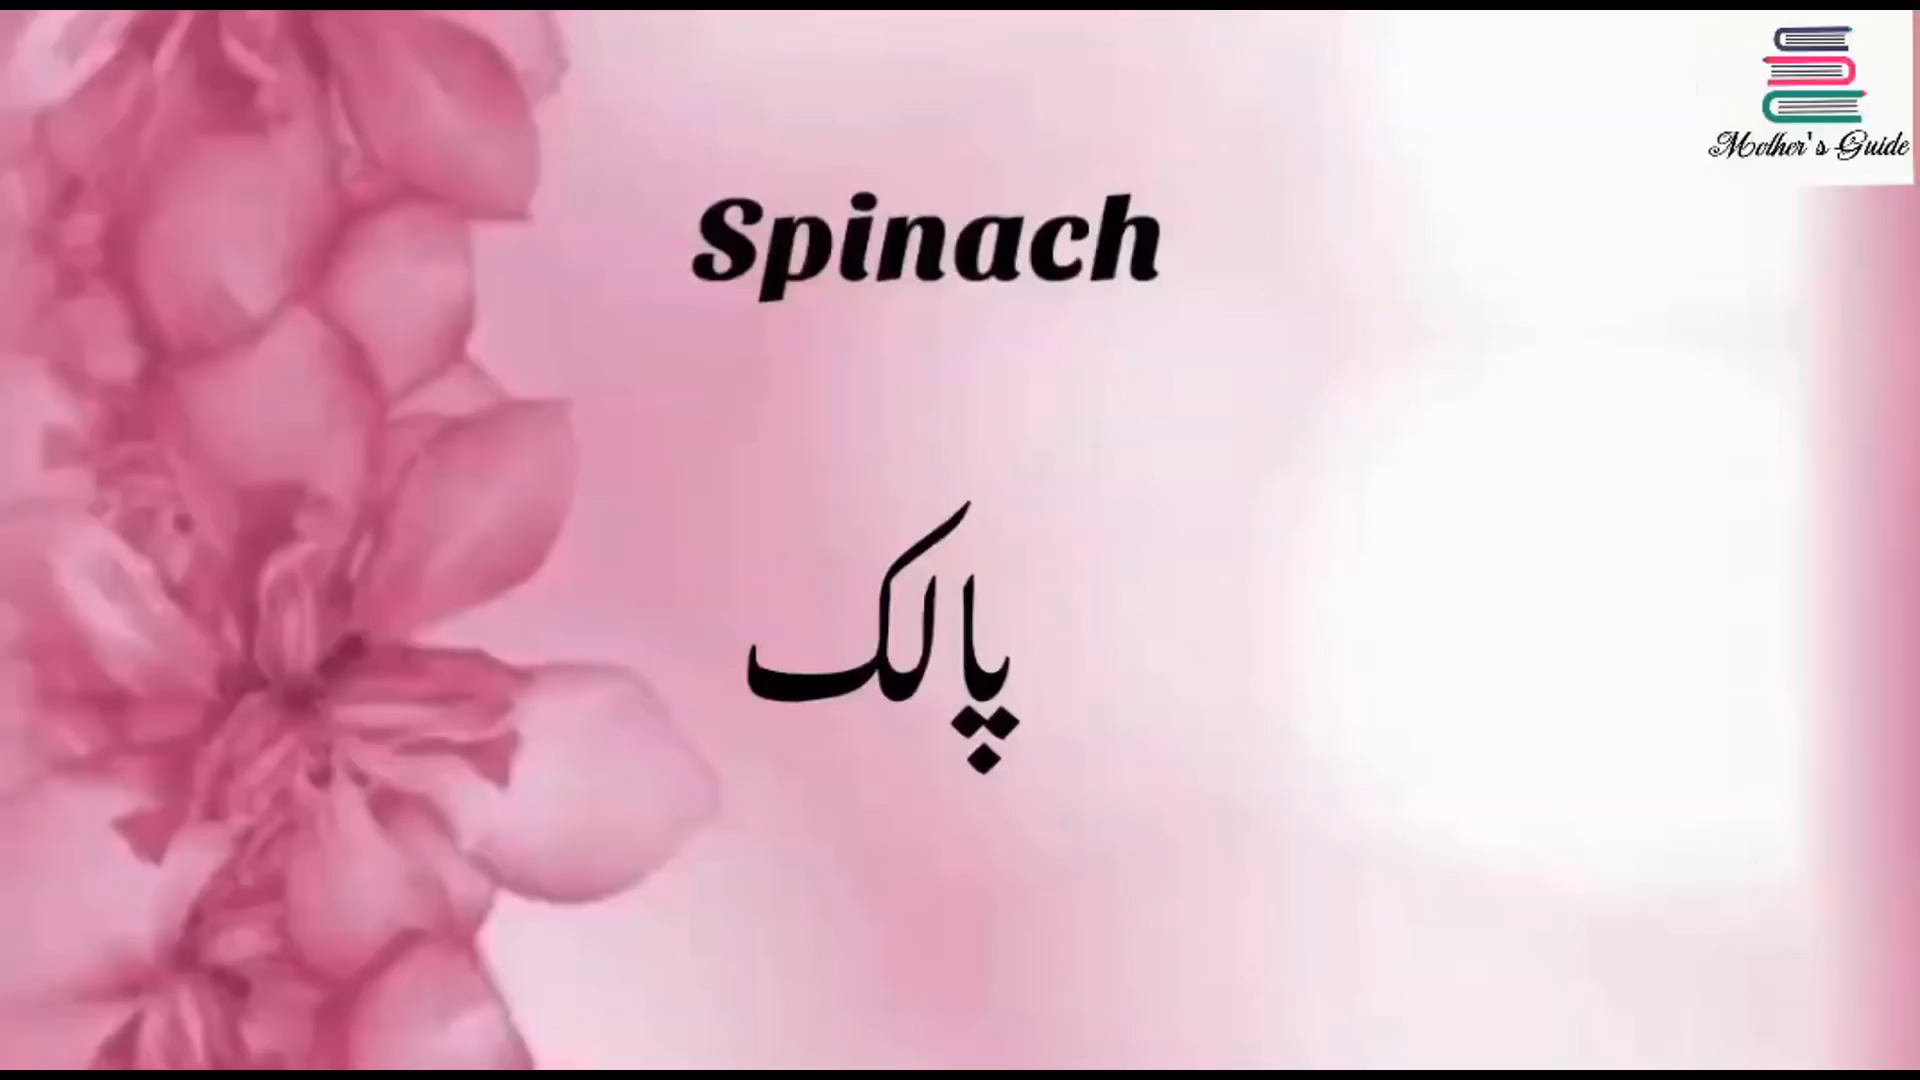 Mother's Guide
Spinach
پالک